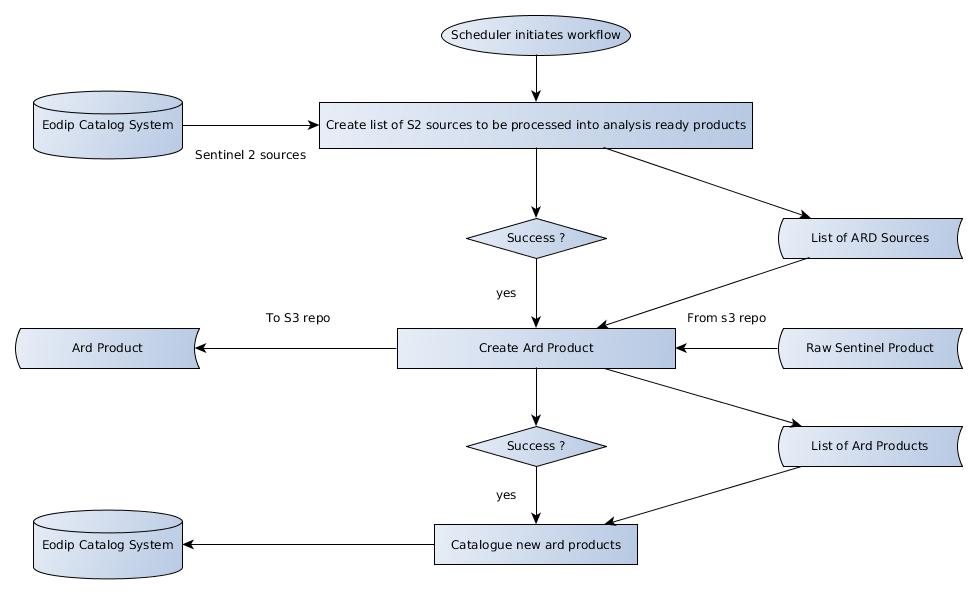 Scheduler initiates workflow
Eodip Catalog System
Create list of S2 sources to be processed into analysis ready products
Sentinel 2 sources
Success ?
List of ARD Sources
yes
To S3 repo
From s3 repo
Ard Product
Create Ard Product
Raw Sentinel Product
Success ?
List of Ard Products
yes
Eodip Catalog System
Catalogue new ard products